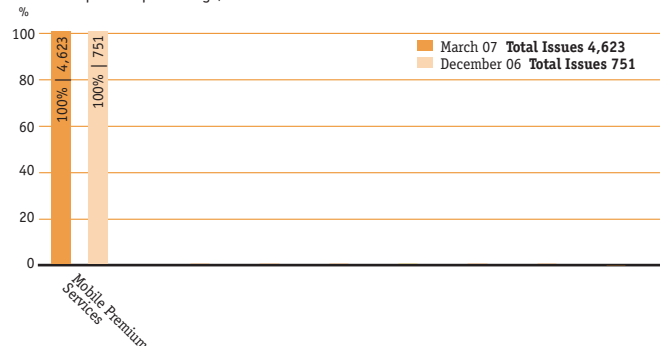 %
100
80
60
40
20
0
100% | 4,623
100% | 751
March 07 Total Issues 4,623
December 06 Total Issues 751
Mobile Premium
Services